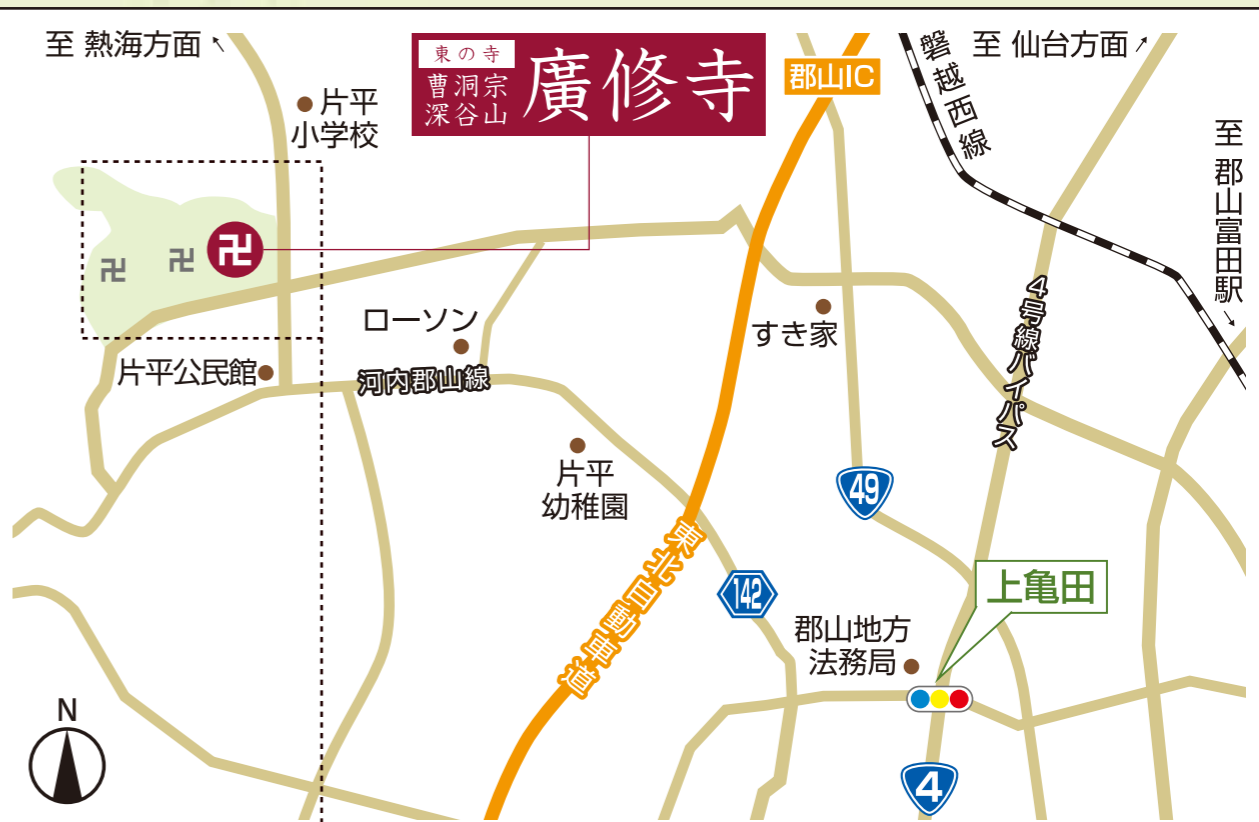 至 熱海方面
東の寺
曹洞宗
深谷山
廣修寺
郡山IC
磐越西線
至 仙台方面
至 郡山富田駅
片平
小学校
卍
卍
卍
ローソン
すき家
4号線バイパス
片平公民館
河内郡山線
片平
幼稚園
49
東北自動車道
142
上亀田
郡山地方
法務局
N
4